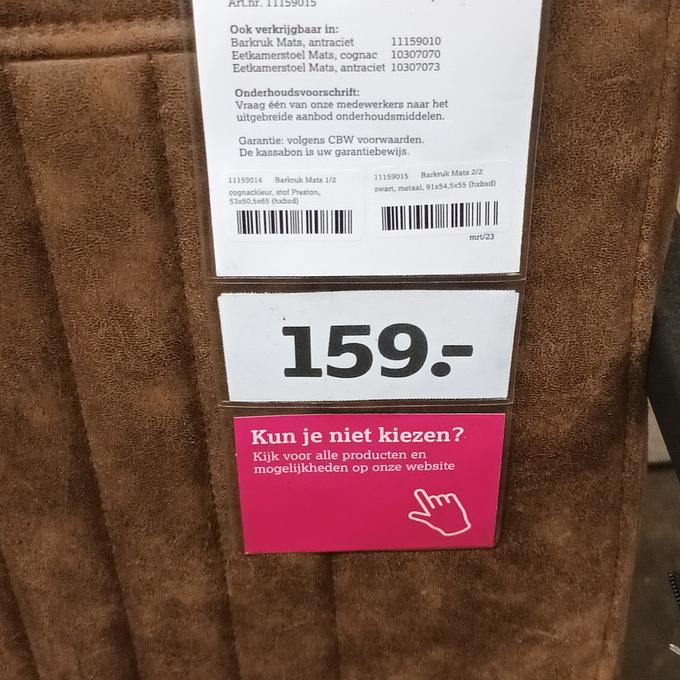 Art.nr. 11159015
Ook verkrijgbaar in:
Barkruk Mats, antraciet 11159010
Eetkamerstoel Mats, cognac 10307070
Eetkamerstoel Mats, antraciet 10307073
Onderhoudsvoorschrift:
Vraag één van onze medewerkers naar het
uitgebreide aanbod onderhoudsmiddelen.
Garantie: volgens CBW voorwaarden.
De kassabon is uw garantiebewijs.
11159014 Barkruk Mats 1/2
cognackleur, stof Preston,
53x50,5x65 (hxbxd)
11159015 Barkruk Mats 2/2
zwart, metaal, 91x54,5x55 (hxbxd)
mrt/23
159.-
Kun je niet kiezen?
Kijk voor alle producten en
mogelijkheden op onze website